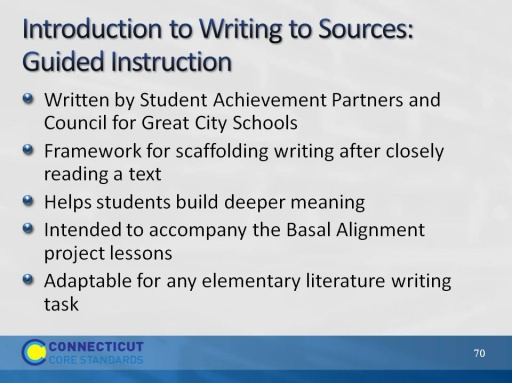 Introduction to Writing to Sources:
Guided Instruction
Written by Student Achievement Partners and
Council for Great City Schools
Framework for scaffolding writing after closely
reading a text
Helps students build deeper meaning
Intended to accompany the Basal Alignment
project lessons
Adaptable for any elementary literature writing
task
CONNECTICUT
CORE STANDARDS
70